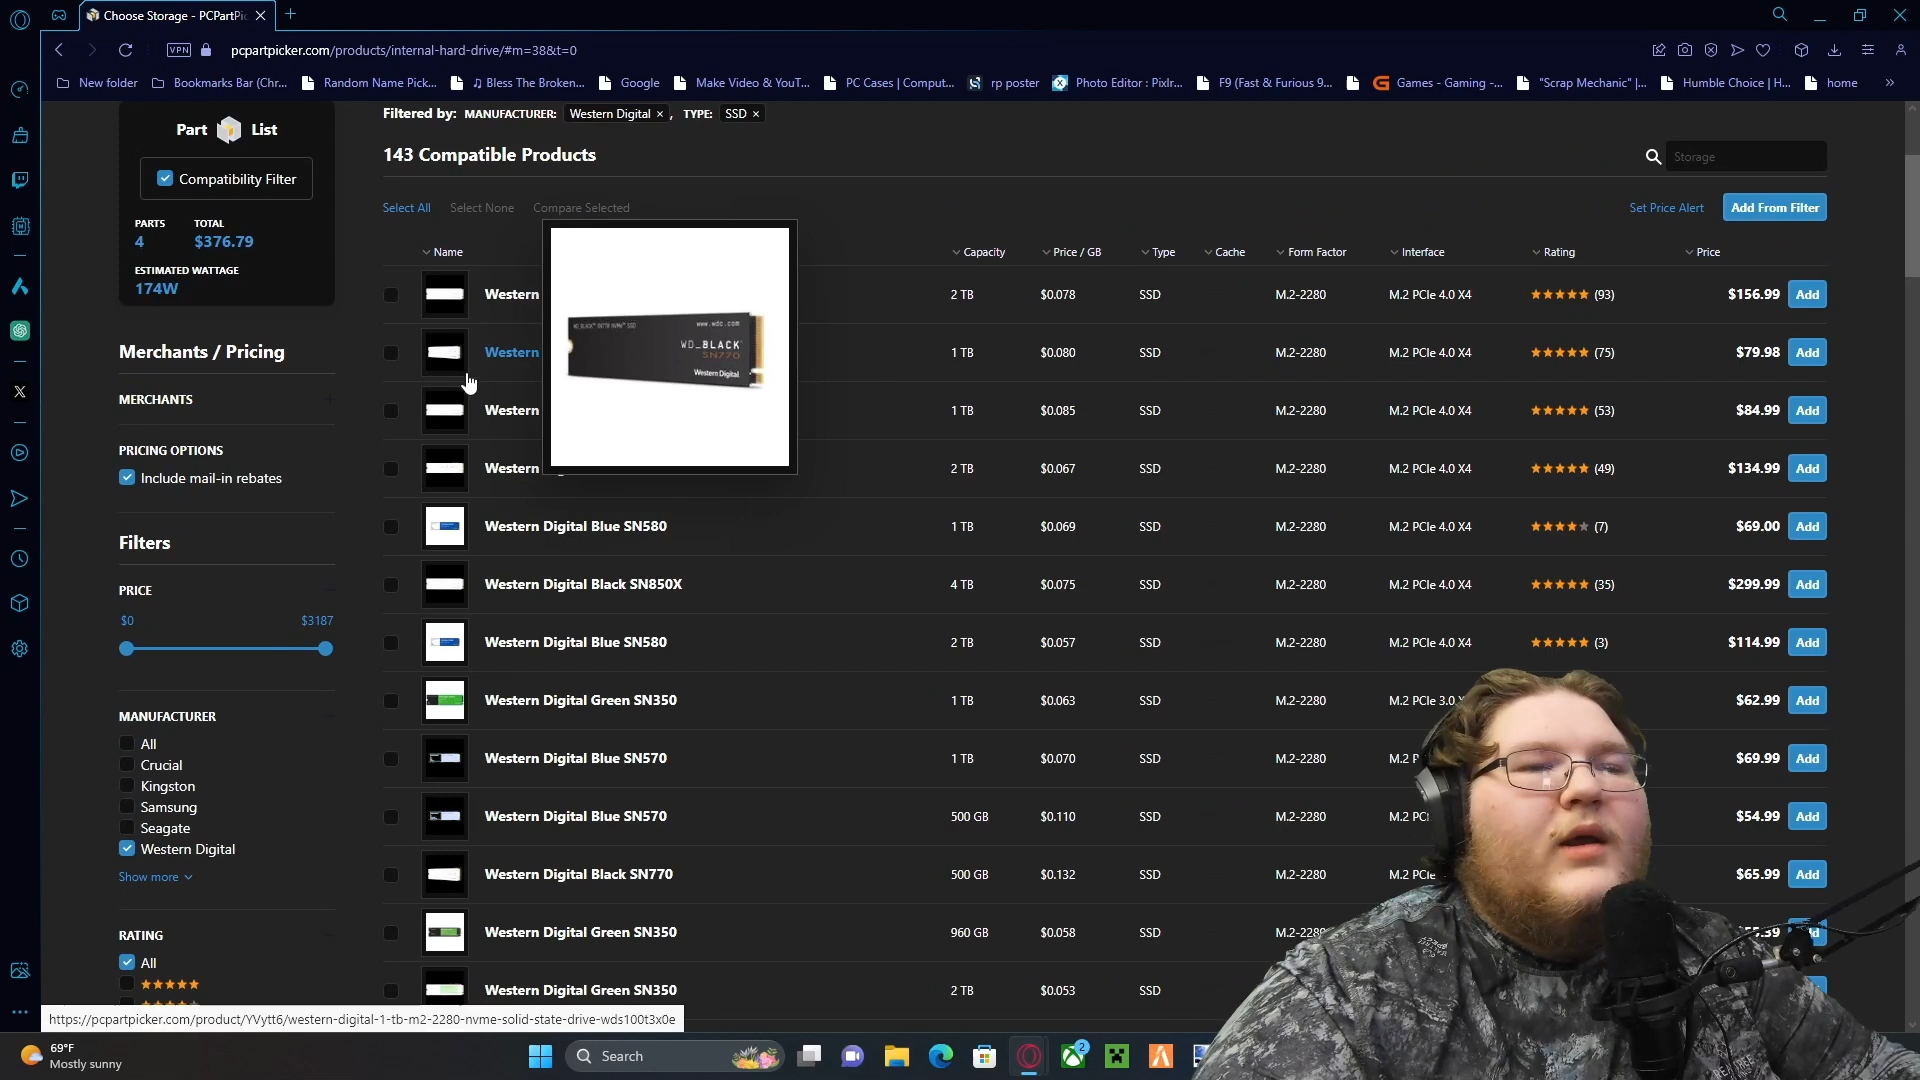 Choose Storage - PCPartPic
VPN
pcpartpicker.com/products/internal-hard-drive/#m=38&t=0
New folder
Bookmarks Bar (Chr...
Random Name Pick...
♫ Bless The Broken...
Google
Make Video & YouT...
PC Cases | Comput...
rp poster
Photo Editor : Pixlr...
F9 (Fast & Furious 9...
Games - Gaming -...
"Scrap Mechanic" |...
Humble Choice | H...
home
»
Part List
Compatibility Filter
PARTS TOTAL
4 $376.79
ESTIMATED WATTAGE
174W
Merchants / Pricing
MERCHANTS
PRICING OPTIONS
Include mail-in rebates
Filters
PRICE
$0 $3187
MANUFACTURER
All
Crucial
Kingston
Samsung
Seagate
Western Digital
Show more
RATING
All
Filtered by: MANUFACTURER: Western Digital × , TYPE: SSD ×
143 Compatible Products
Storage
Select All Select None Compare Selected
Set Price Alert Add From Filter
Name Capacity Price / GB Type Cache Form Factor Interface Rating Price
Western 2 TB $0.078 SSD M.2-2280 M.2 PCIe 4.0 X4 (93) $156.99 Add
Western 1 TB $0.080 SSD M.2-2280 M.2 PCIe 4.0 X4 (75) $79.98 Add
Western 1 TB $0.085 SSD M.2-2280 M.2 PCIe 4.0 X4 (53) $84.99 Add
Western 2 TB $0.067 SSD M.2-2280 M.2 PCIe 4.0 X4 (49) $134.99 Add
Western Digital Blue SN580 1 TB $0.069 SSD M.2-2280 M.2 PCIe 4.0 X4 (7) $69.00 Add
Western Digital Black SN850X 4 TB $0.075 SSD M.2-2280 M.2 PCIe 4.0 X4 (35) $299.99 Add
Western Digital Blue SN580 2 TB $0.057 SSD M.2-2280 M.2 PCIe 4.0 X4 (3) $114.99 Add
Western Digital Green SN350 1 TB $0.063 SSD M.2-2280 M.2 PCIe 3.0 $62.99 Add
Western Digital Blue SN570 1 TB $0.070 SSD M.2-2280 M.2 P $69.99 Add
Western Digital Blue SN570 500 GB $0.110 SSD M.2-2280 M.2 PCI $54.99 Add
Western Digital Black SN770 500 GB $0.132 SSD M.2-2280 M.2 PCIe $65.99 Add
Western Digital Green SN350 960 GB $0.058 SSD M.2-2280
Western Digital Green SN350 2 TB $0.053 SSD
www.wdc.com
WD_BLACK
SN770
Western Digital
https://pcpartpicker.com/product/YVytt6/western-digital-1-tb-m2-2280-nvme-solid-state-drive-wds100t3x0e
69°F
Mostly sunny
Search
2